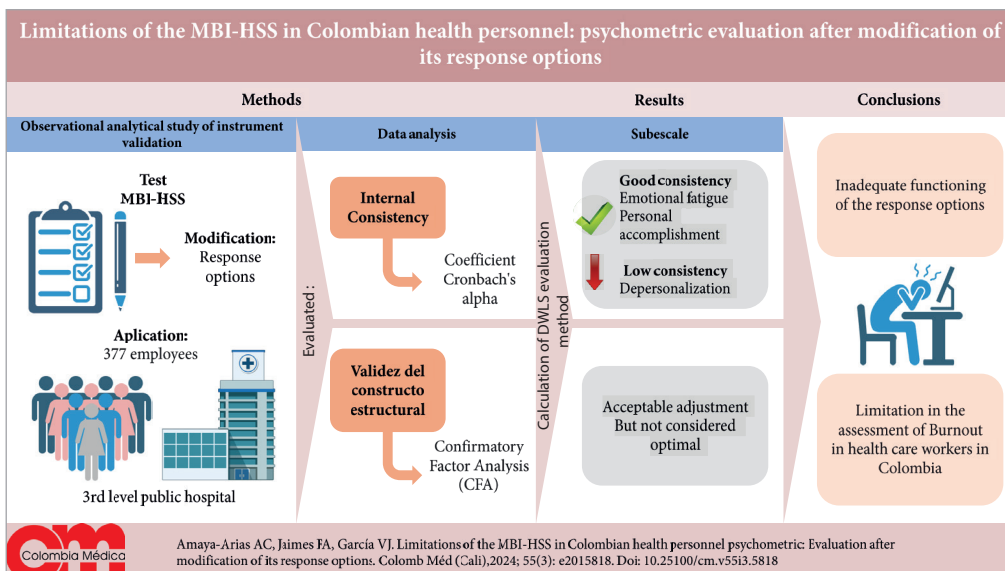 Limitations of the MBI-HSS in Colombian health personnel: psychometric evaluation after modification of
its response options
Methods
Results
Conclusions
Observational analytical study of instrument
validation
Data analysis
Subescale
Test
MBI-HSS
Modification:
Response
options
Aplication:
377 employees
3rd level public hospital
Evaluated :
Internal
Consistency
Coefficient
Cronbach's
alpha
Validez del
constructo
estructural
Confirmatory
Factor Analysis
(CFA)
Calculation of DWLS evaluation
method
Good consistency
Emotional fatigue
Personal
accomplishment
Low consistency
Depersonalization
Acceptable adjustment
But not considered
optimal
Inadequate functioning
of the response options
Limitation in the
assessment of Burnout
in health care workers in
Colombia
cm
Colombia Médica
Amaya-Arias AC, Jaimes FA, García VJ. Limitations of the MBI-HSS in Colombian health personnel psychometric: Evaluation after
modification of its response options. Colomb Méd (Cali),2024; 55(3): e2015818. Doi: 10.25100/cm.v55i3.5818